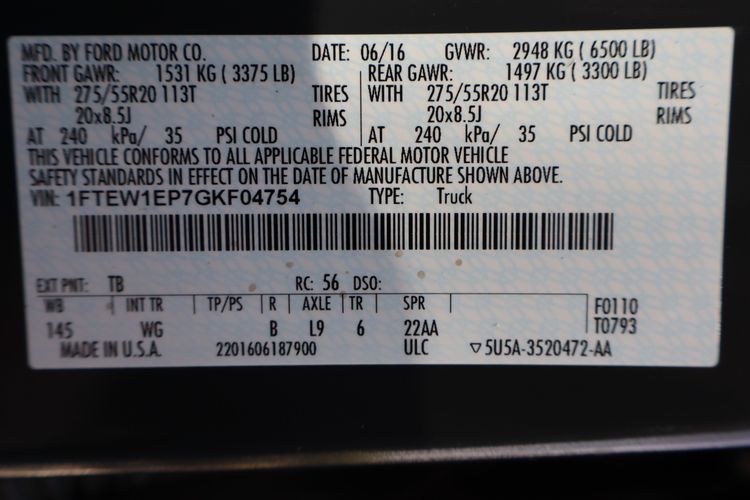 MFD. BY FORD MOTOR CO. DATE: 06/16 GVWR: 2948 KG ( 6500 LB)
FRONT GAWR: 1531 KG ( 3375 LB) REAR GAWR: 1497 KG ( 3300 LB)
WITH 275/55R20 113T TIRES WITH 275/55R20 113T TIRES
20x8.5J RIMS 20x8.5J RIMS
AT 240 kPa/ 35 PSI COLD AT 240 kPa/ 35 PSI COLD
THIS VEHICLE CONFORMS TO ALL APPLICABLE FEDERAL MOTOR VEHICLE
SAFETY STANDARDS IN EFFECT ON THE DATE OF MANUFACTURE SHOWN ABOVE.
VIN: 1FTEW1EP7GKF04754 TYPE: Truck
EXT PNT: TB RC: 56 DSO:
WB INT TR TP/PS R AXLE TR SPR F0110
145 WG B L9 6 22AA T0793
MADE IN U.S.A. 2201606187900 ULC ▽5U5A-3520472-AA